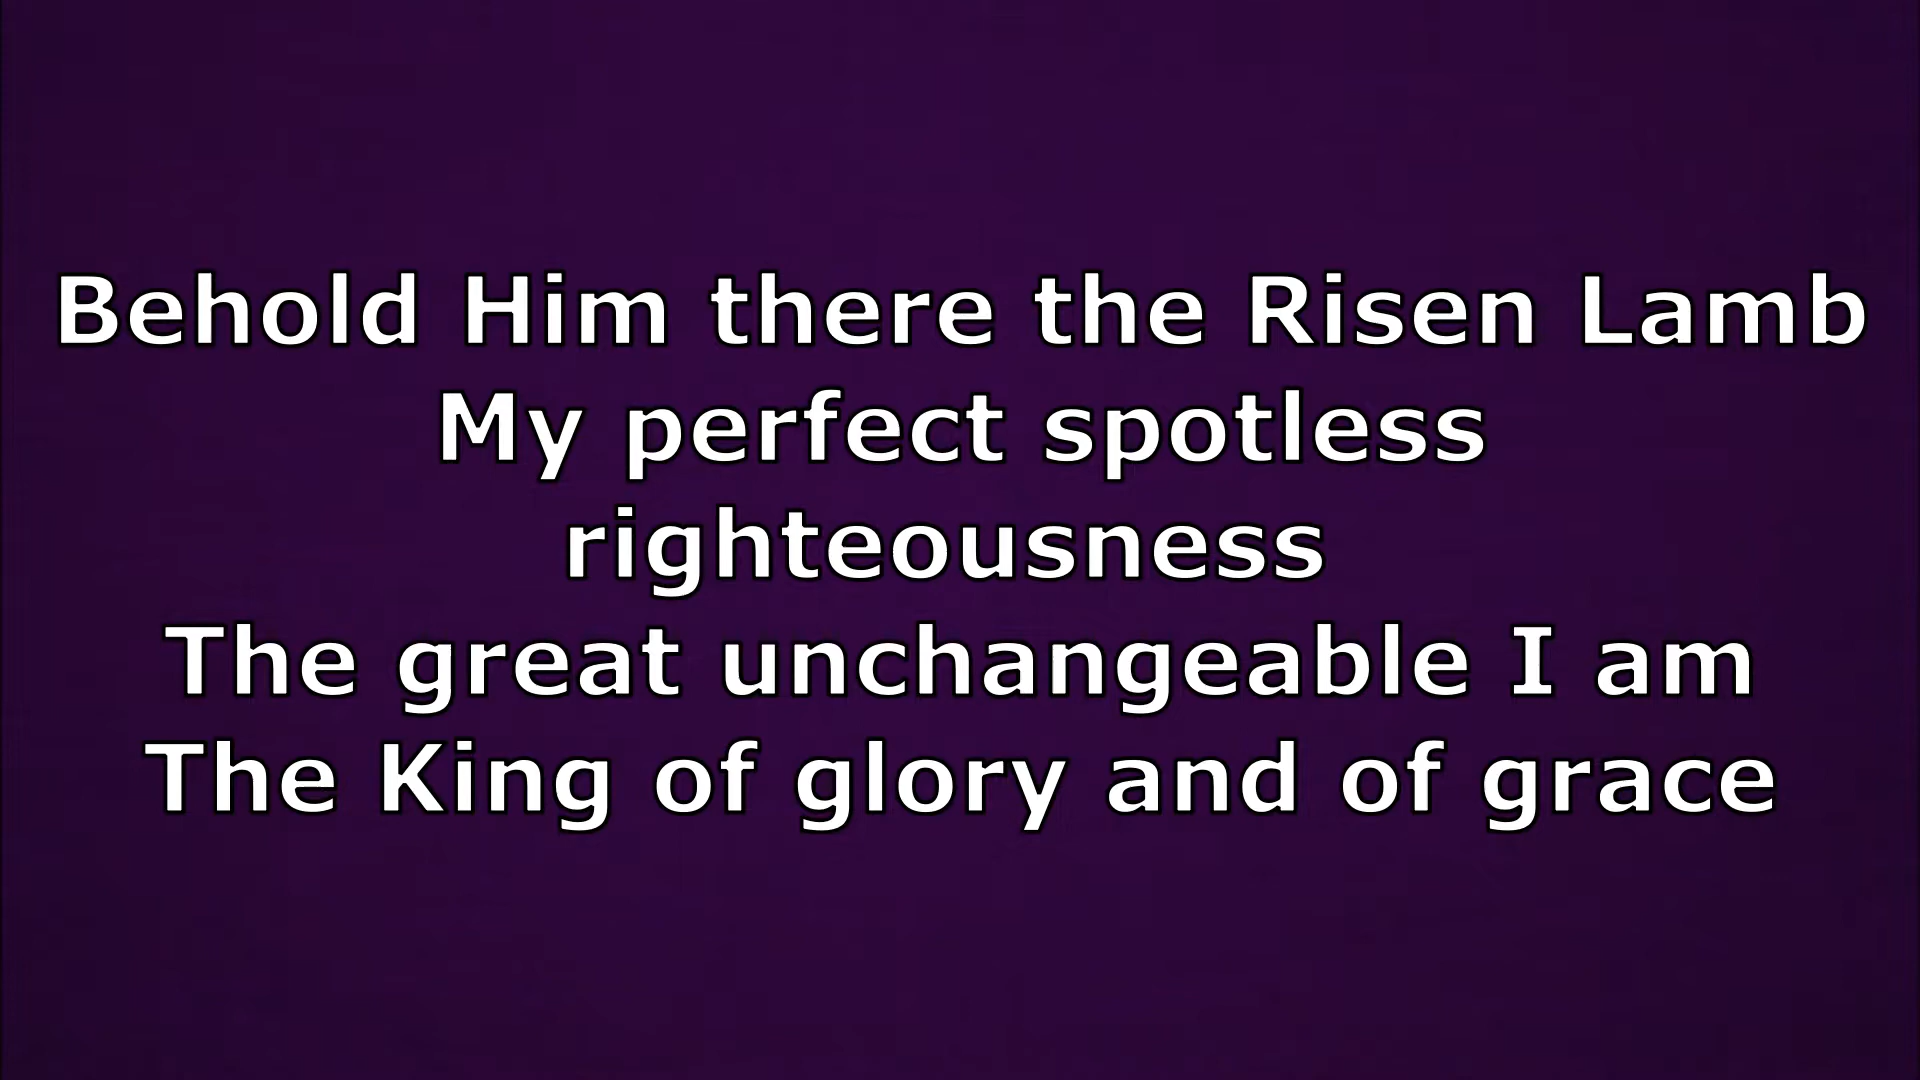 Behold Him there the Risen Lamb
My perfect spotless
righteousness
The great unchangeable I am
The King of glory and of grace